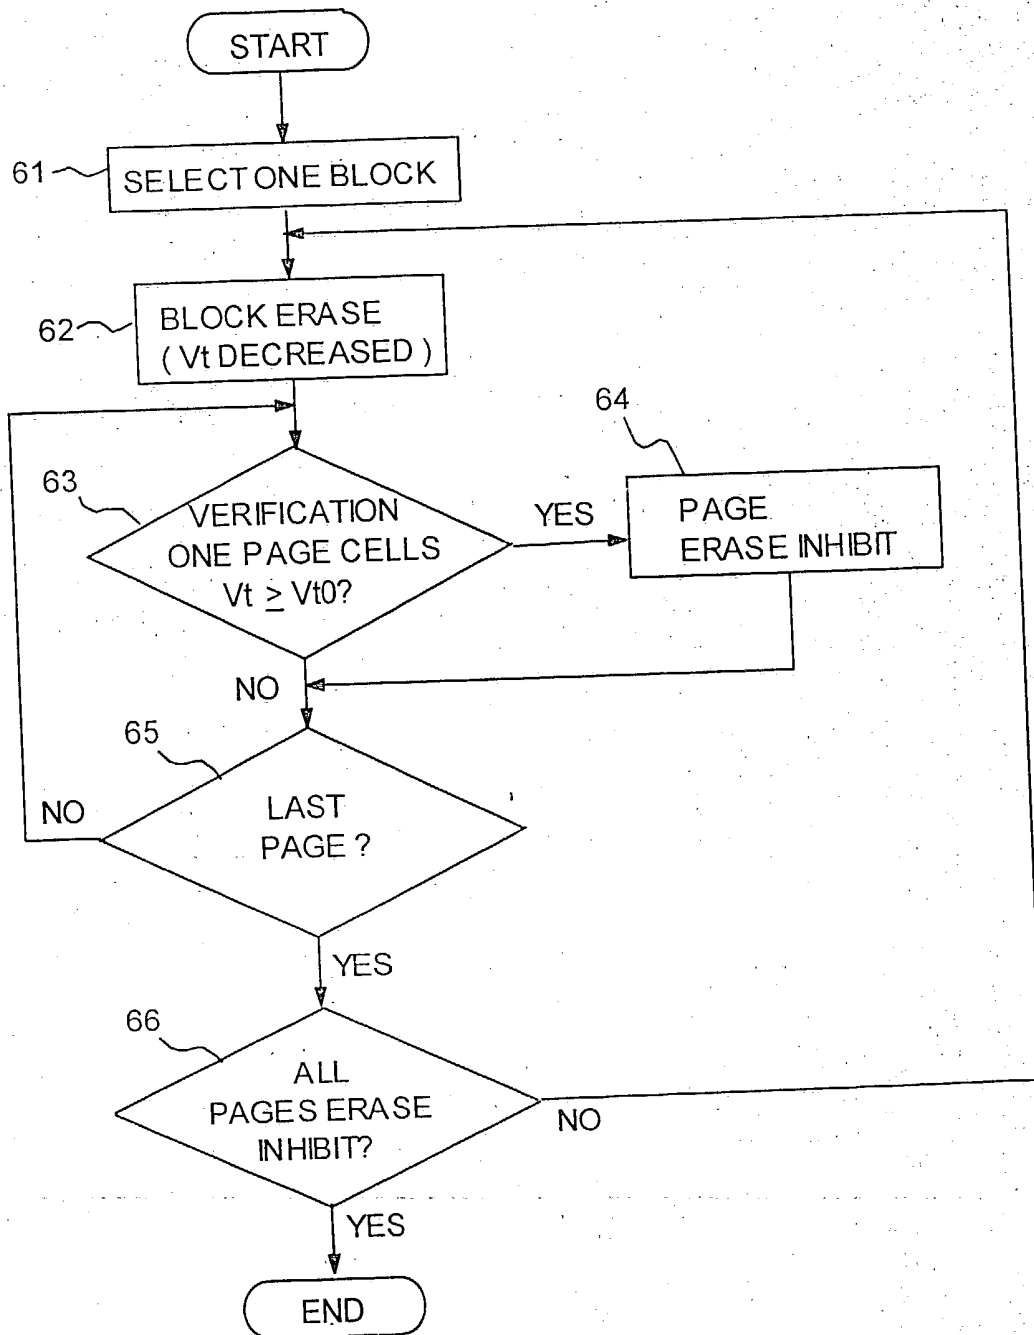 START
61
SELECT ONE BLOCK
62
BLOCK ERASE
( Vt DECREASED )
63
VERIFICATION
ONE PAGE CELLS
Vt ≥ Vt0?
YES
64
PAGE
ERASE INHIBIT
NO
65
LAST
PAGE ?
NO
YES
66
ALL
PAGES ERASE
INHIBIT?
NO
YES
END